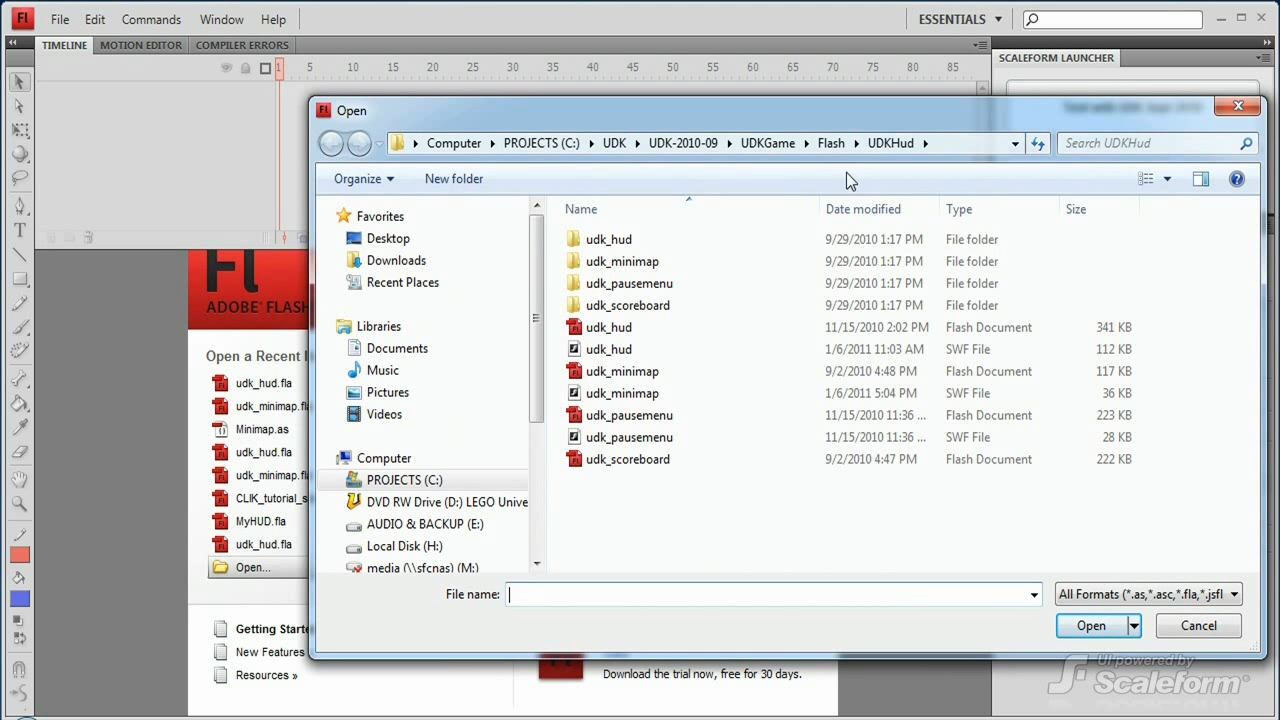 Fl File Edit Commands Window Help ESSENTIALS
TIMELINE MOTION EDITOR COMPILER ERRORS SCALEFORM LAUNCHER
1 5 10 15 20 25 30 35 40 45 50 55 60 65 70 75 80 85
Fl Open
Computer PROJECTS (C:) UDK UDK-2010-09 UDKGame Flash UDKHud Search UDKHud
Organize New folder
Name Date modified Type Size
Favorites
Desktop
Downloads
Recent Places
Libraries
Documents
Music
Pictures
Videos
Computer
PROJECTS (C:)
DVD RW Drive (D:) LEGO Unive
AUDIO & BACKUP (E:)
Local Disk (H:)
media (\\sfcnas) (M:)
udk_hud 9/29/2010 1:17 PM File folder
udk_minimap 9/29/2010 1:17 PM File folder
udk_pausemenu 9/29/2010 1:17 PM File folder
udk_scoreboard 9/29/2010 1:17 PM File folder
udk_hud 11/15/2010 2:02 PM Flash Document 341 KB
udk_hud 1/6/2011 11:03 AM SWF File 112 KB
udk_minimap 9/2/2010 4:48 PM Flash Document 117 KB
udk_minimap 1/6/2011 5:04 PM SWF File 36 KB
udk_pausemenu 11/15/2010 11:36 ... Flash Document 223 KB
udk_pausemenu 11/15/2010 11:36 ... SWF File 28 KB
udk_scoreboard 9/2/2010 4:47 PM Flash Document 222 KB
File name: All Formats (*.as,*.asc,*.fla,*.jsfl
Open Cancel
Fl
ADOBE® FLASH
Open a Recent I
udk_hud.fla
udk_minimap.fla
Minimap.as
udk_hud.fla
udk_minimap.fla
CLIK_tutorial_s
MyHUD.fla
udk_hud.fla
Open...
Getting Starte
New Features
Resources »
Download the trial now, free for 30 days.
UI powered by
Scaleform®